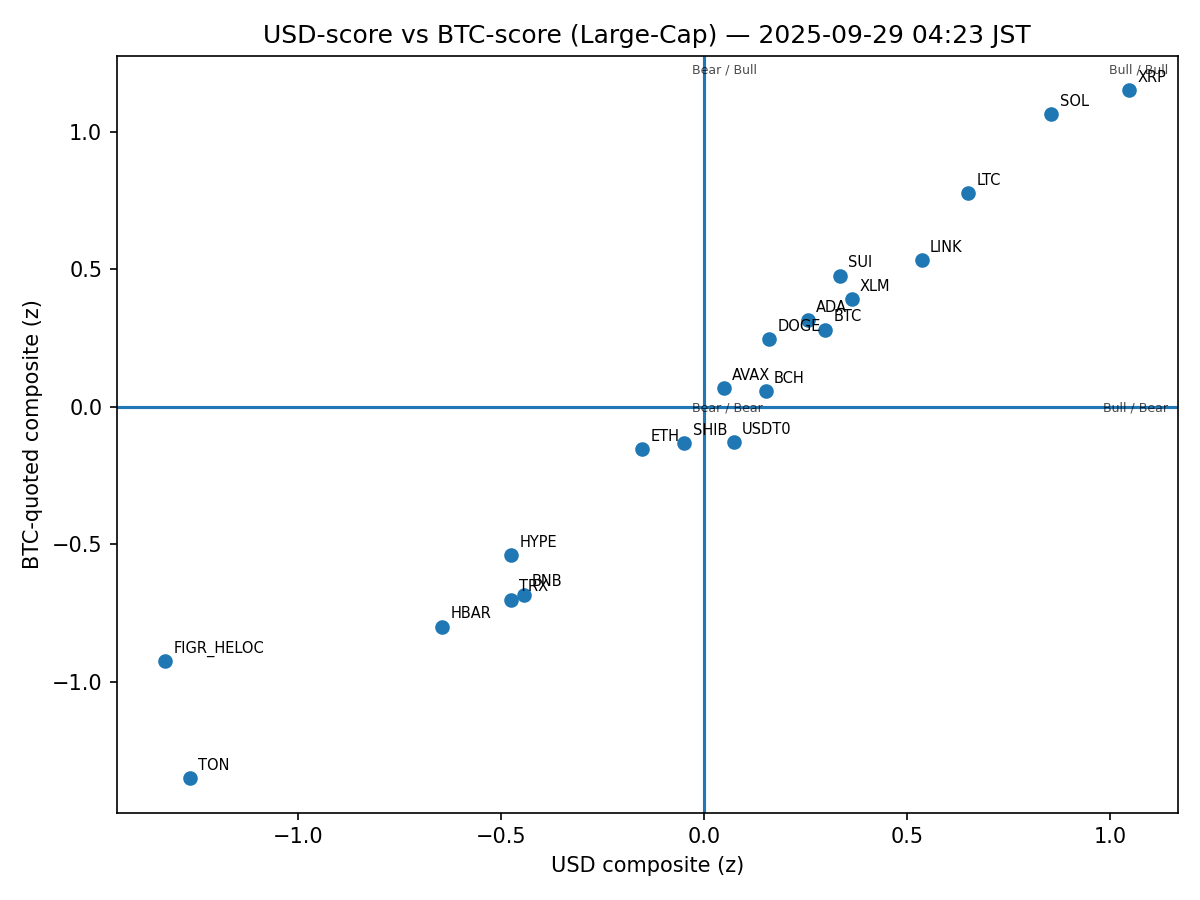 USD-score vs BTC-score (Large-Cap) — 2025-09-29 04:23 JST
Bear / Bull
Bull / Bull
XRP
SOL
LTC
LINK
SUI
XLM
ADA
BTC
DOGE
AVAX
BCH
Bear / Bear
Bull / Bear
ETH
SHIB
USDT0
HYPE
BNB
TRX
HBAR
FIGR_HELOC
TON
1.0
0.5
0.0
−0.5
−1.0
BTC-quoted composite (z)
−1.0
−0.5
0.0
0.5
1.0
USD composite (z)